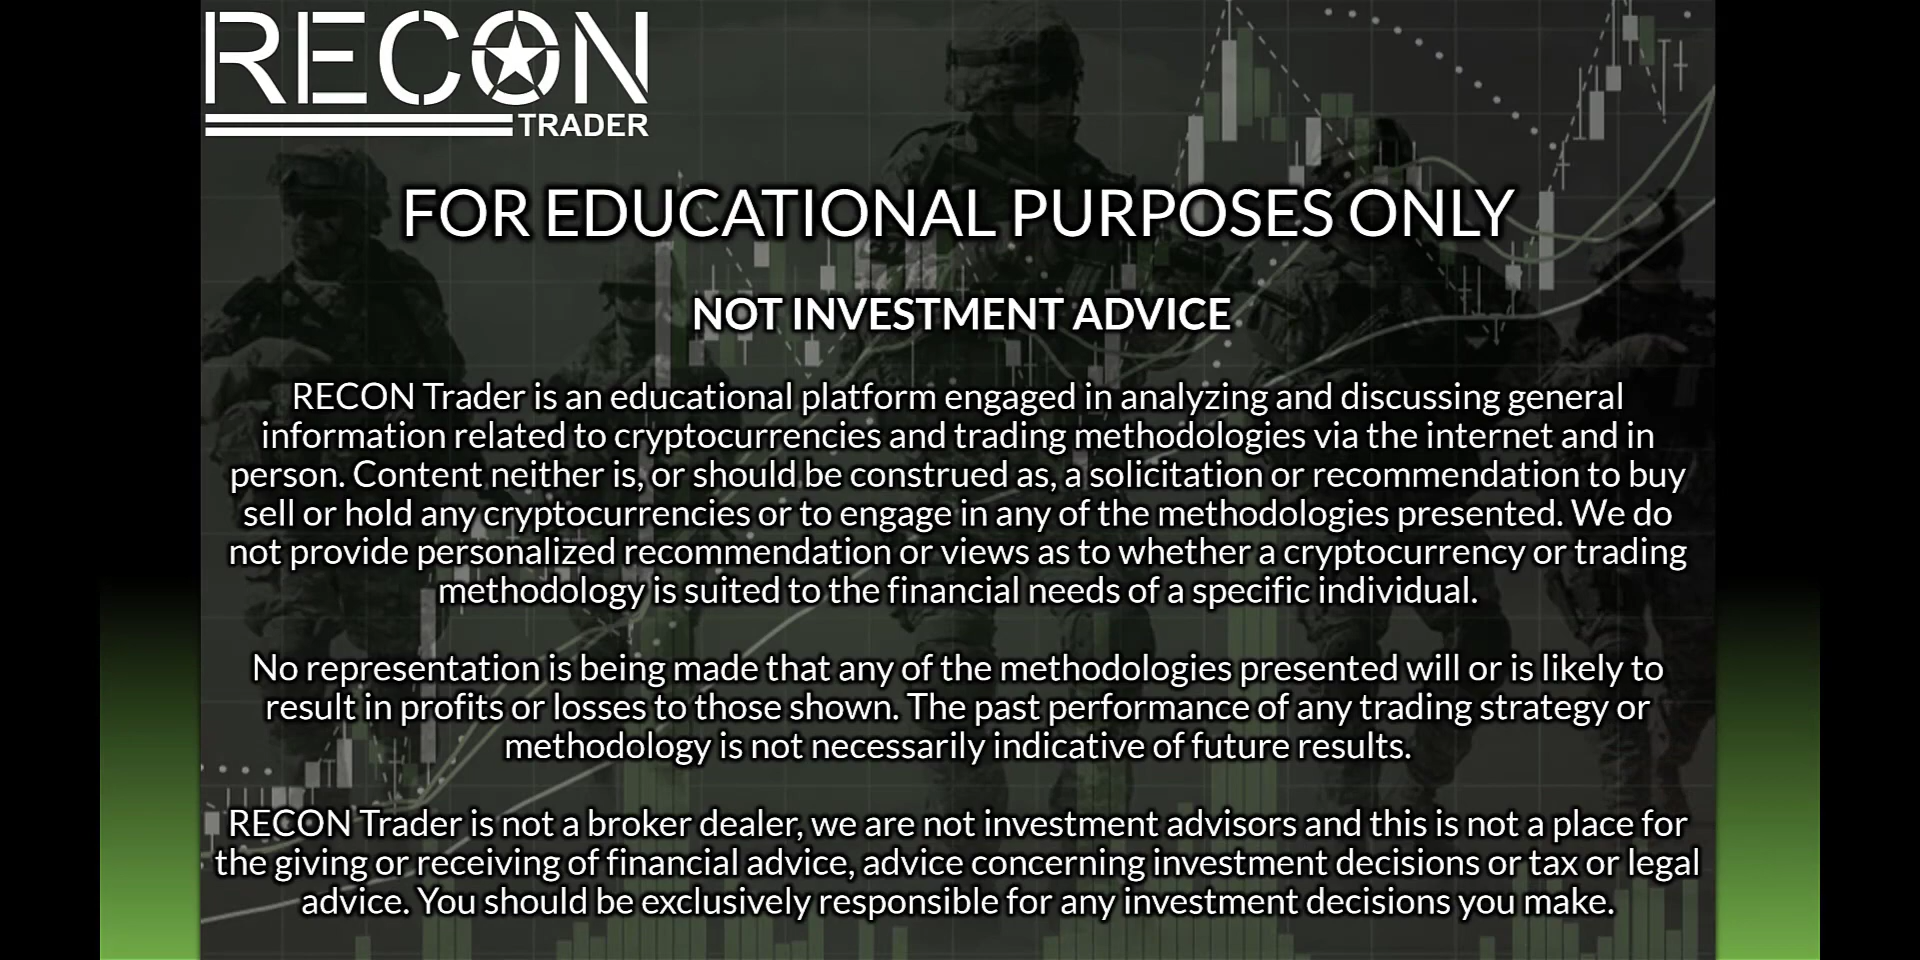 RECON
TRADER
FOR EDUCATIONAL PURPOSES ONLY
NOT INVESTMENT ADVICE
RECON Trader is an educational platform engaged in analyzing and discussing general
information related to cryptocurrencies and trading methodologies via the internet and in
person. Content neither is, or should be construed as, a solicitation or recommendation to buy
sell or hold any cryptocurrencies or to engage in any of the methodologies presented. We do
not provide personalized recommendation or views as to whether a cryptocurrency or trading
methodology is suited to the financial needs of a specific individual.
No representation is being made that any of the methodologies presented will or is likely to
result in profits or losses to those shown. The past performance of any trading strategy or
methodology is not necessarily indicative of future results.
RECON Trader is not a broker dealer, we are not investment advisors and this is not a place for
the giving or receiving of financial advice, advice concerning investment decisions or tax or legal
advice. You should be exclusively responsible for any investment decisions you make.